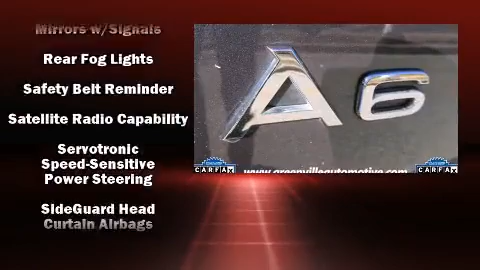 Mirrors w/Signals
Rear Fog Lights
Safety Belt Reminder
Satellite Radio Capability
Servotronic
Speed-Sensitive
Power Steering
SideGuard Head
Curtain Airbags
A6
CARFAX
www.greenvilleautomotive.com
CARFAX